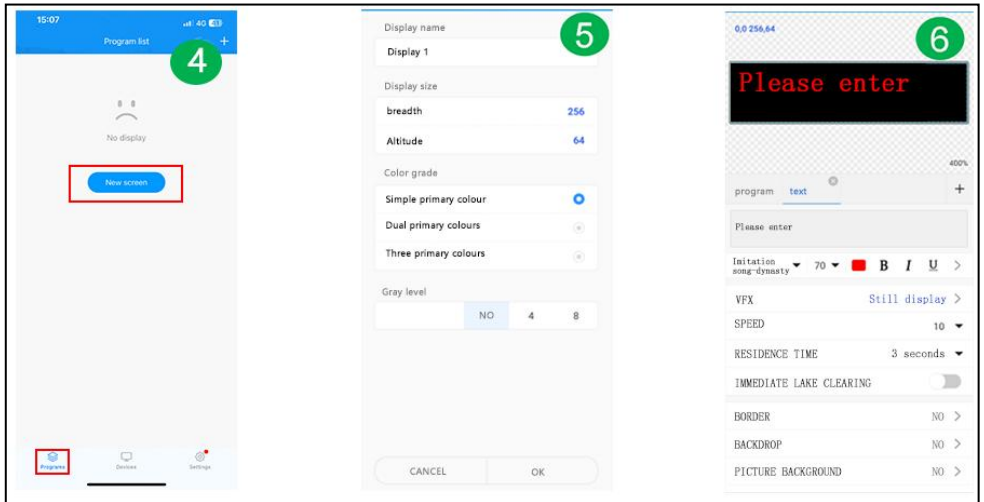 15:07
4G 43
Program list
+
4
No display
New screen
Programs
Devices
Settings
5
Display name
Display 1
Display size
breadth 256
Altitude 64
Color grade
Simple primary colour
Dual primary colours
Three primary colours
Gray level
NO 4 8
CANCEL OK
0,0 256,64
6
Please enter
400%
program text +
Please enter
Imitation
song-dynasty 70 B I U >
VFX Still display >
SPEED 10
RESIDENCE TIME 3 seconds
IMMEDIATE LAKE CLEARING
BORDER NO >
BACKDROP NO >
PICTURE BACKGROUND NO >